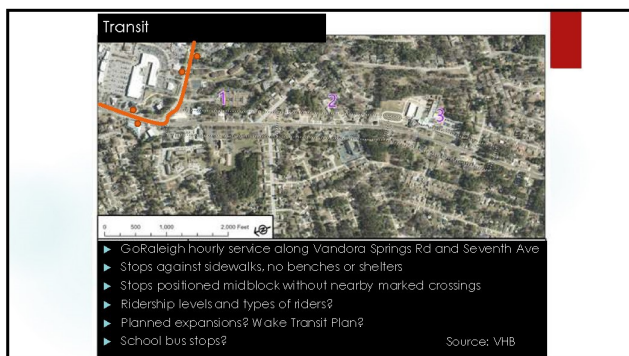 Transit
1
2
3
0 500 1,000 2,000 Feet
► GoRaleigh hourly service along Vandora Springs Rd and Seventh Ave
► Stops against sidewalks, no benches or shelters
► Stops positioned midblock without nearby marked crossings
► Ridership levels and types of riders?
► Planned expansions? Wake Transit Plan?
► School bus stops?
Source: VHB